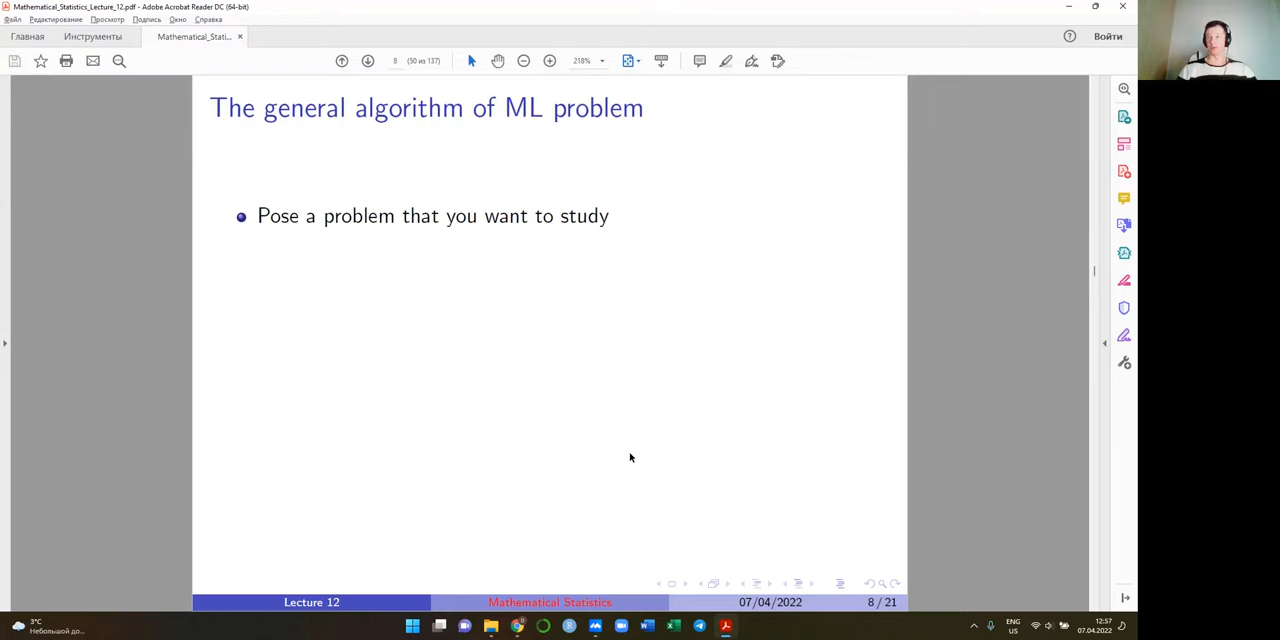 Mathematical_Statistics_Lecture_12.pdf - Adobe Acrobat Reader DC (64-bit)
Файл Редактирование Просмотр Подпись Окно Справка
Главная Инструменты Mathematical_Stati... × Войти
8 (50 из 137) 218%
The general algorithm of ML problem
Pose a problem that you want to study
Lecture 12 Mathematical Statistics 07/04/2022 8 / 21
3°C
Небольшой до...
ENG
US
12:57
07.04.2022